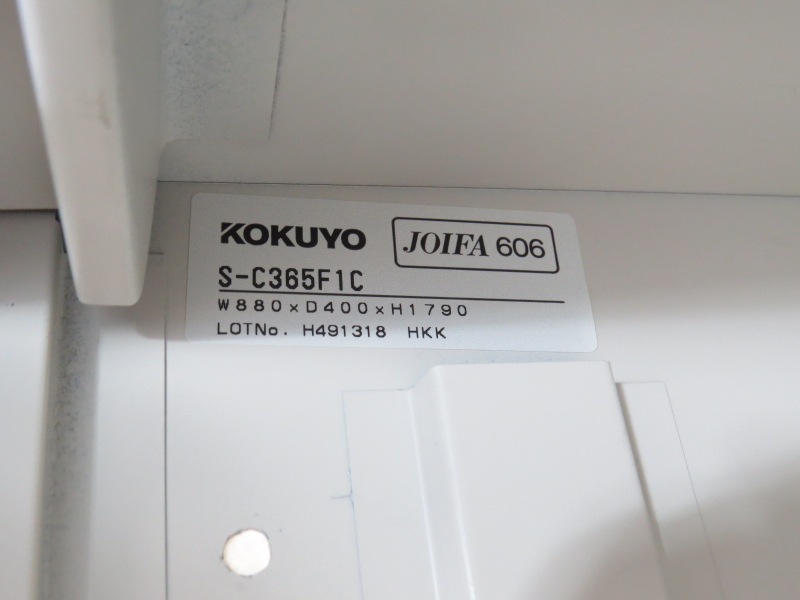 KOKUYO JOIFA 606
S-C365F1C
W880×D400×H1790
LOTNo. H491318 HKK